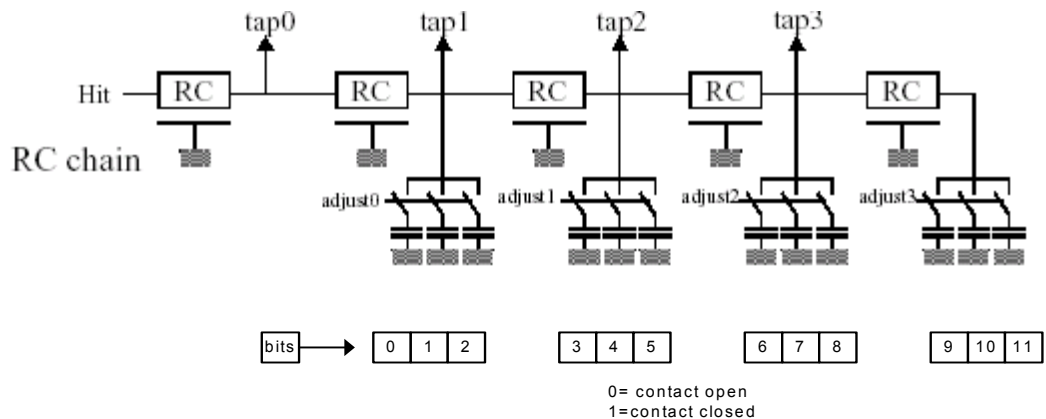 tap0 tap1 tap2 tap3
Hit RC RC RC RC RC
RC chain
adjust0 adjust1 adjust2 adjust3
bits 0 1 2 3 4 5 6 7 8 9 10 11
0= contact open
1=contact closed